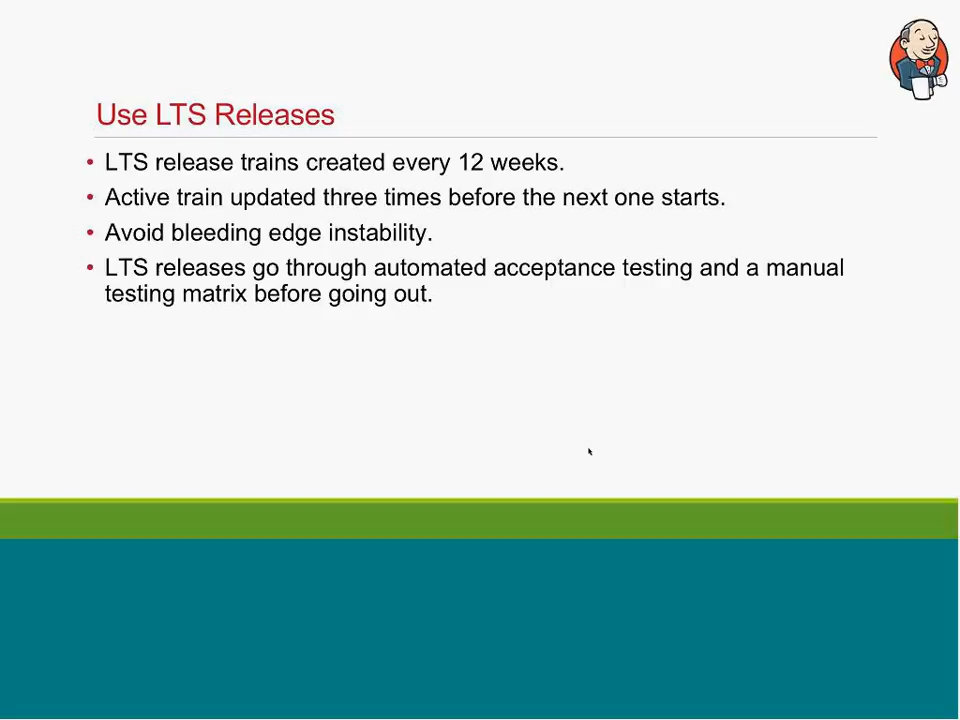 Use LTS Releases
• LTS release trains created every 12 weeks.
• Active train updated three times before the next one starts.
• Avoid bleeding edge instability.
• LTS releases go through automated acceptance testing and a manual
testing matrix before going out.